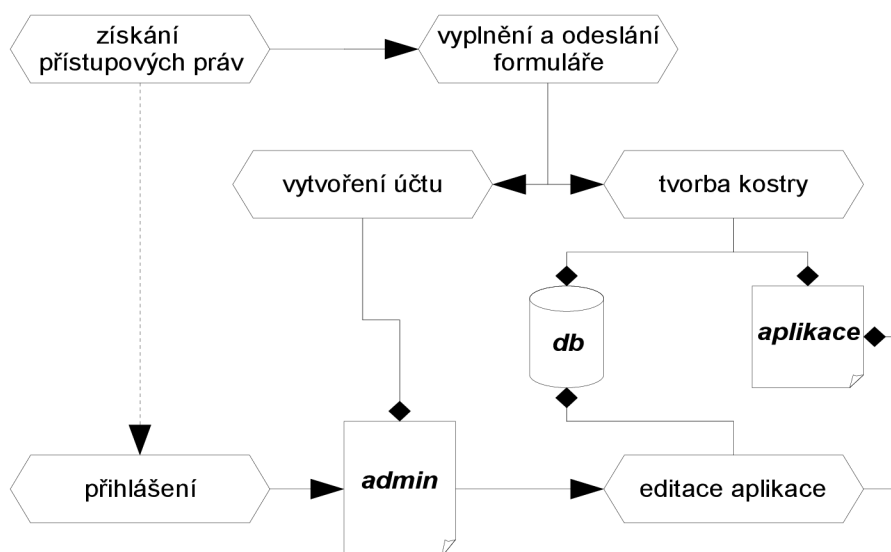 získání
přístupových práv
vyplnění a odeslání
formuláře
vytvoření účtu
tvorba kostry
db
aplikace
přihlášení
admin
editace aplikace